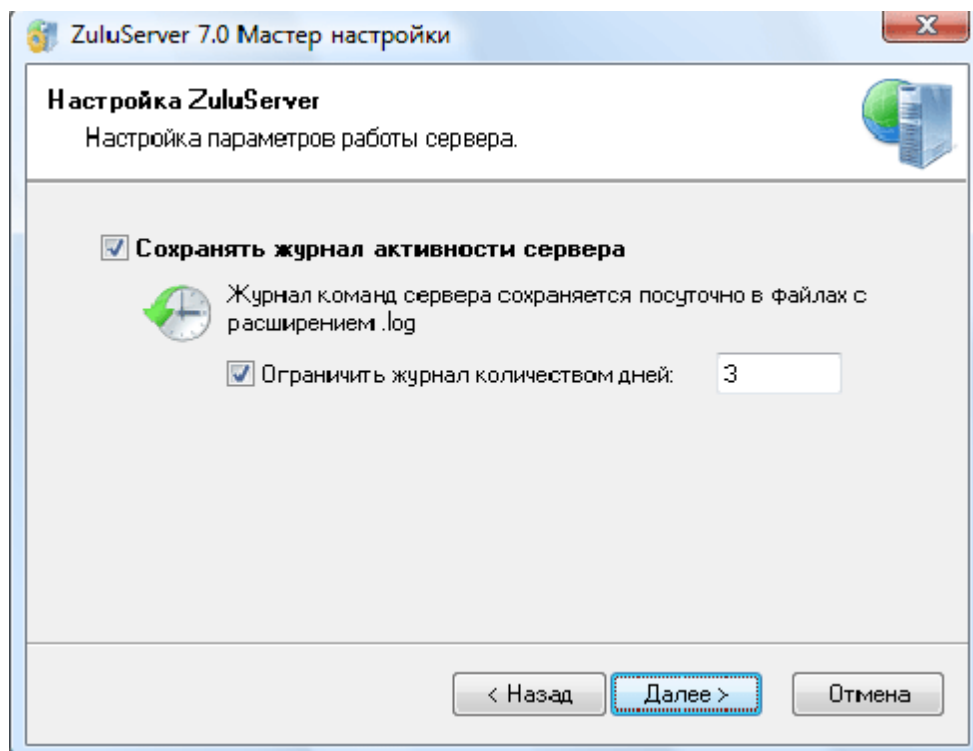 ZuluServer 7.0 Мастер настройки
Настройка ZuluServer
Настройка параметров работы сервера.
Сохранять журнал активности сервера
Журнал команд сервера сохраняется посуточно в файлах с
расширением .log
Ограничить журнал количеством дней: 3
< Назад Далее > Отмена